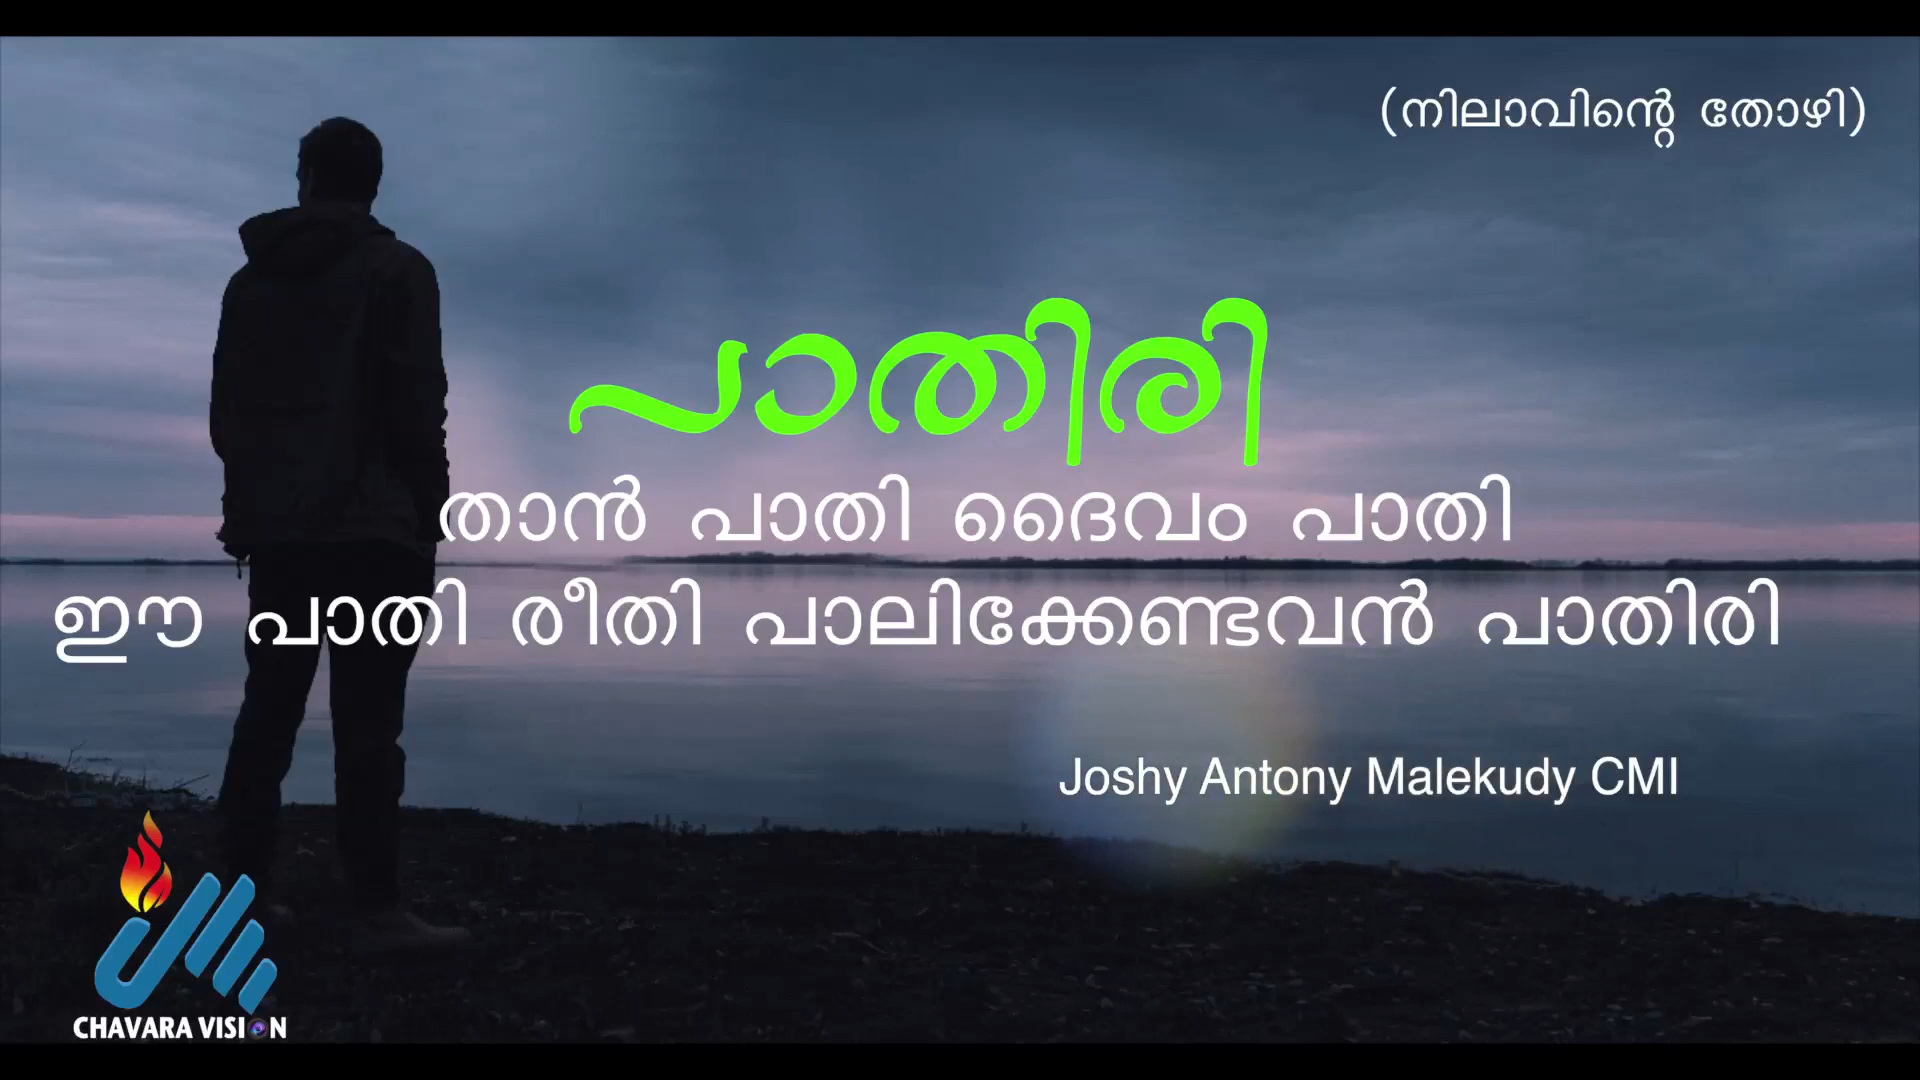 (നിലാവിന്റെ തോഴി)
പാതിരി
താൻ പാതി ദൈവം പാതി
ഈ പാതി രീതി പാലിക്കേണ്ടവൻ പാതിരി
Joshy Antony Malekudy CMI
CHAVARA VISION